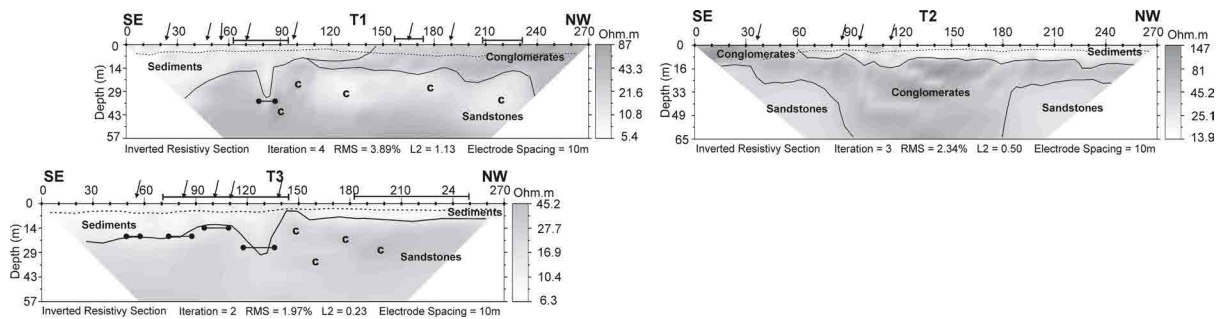 SE T1 NW
0 30 60 90 120 150 180 210 240 270
Ohm.m
0
14
29
43
57
Depth (m)
Sediments
Conglomerates
c
c
c
c
c
Sandstones
87
43.3
21.6
10.8
5.4
Inverted Resistivy Section Iteration = 4 RMS = 3.89% L2 = 1.13 Electrode Spacing = 10m
SE T2 NW
0 30 60 90 120 150 180 210 240 270
Ohm.m
0
13
26
39
52
65
Depth (m)
Conglomerates
Sediments
Sandstones
Conglomerates
Sandstones
147
81
45.2
25.1
13.9
Inverted Resistivy Section Iteration = 3 RMS = 2.34% L2 = 0.50 Electrode Spacing = 10m
SE T3 NW
0 30 60 90 120 150 180 210 24 0 270
Ohm.m
0
14
29
43
57
Depth (m)
Sediments
Sediments
c
c
c
c
Sandstones
45.2
27.7
16.9
10.4
6.3
Inverted Resistivy Section Iteration = 2 RMS = 1.97% L2 = 0.23 Electrode Spacing = 10m